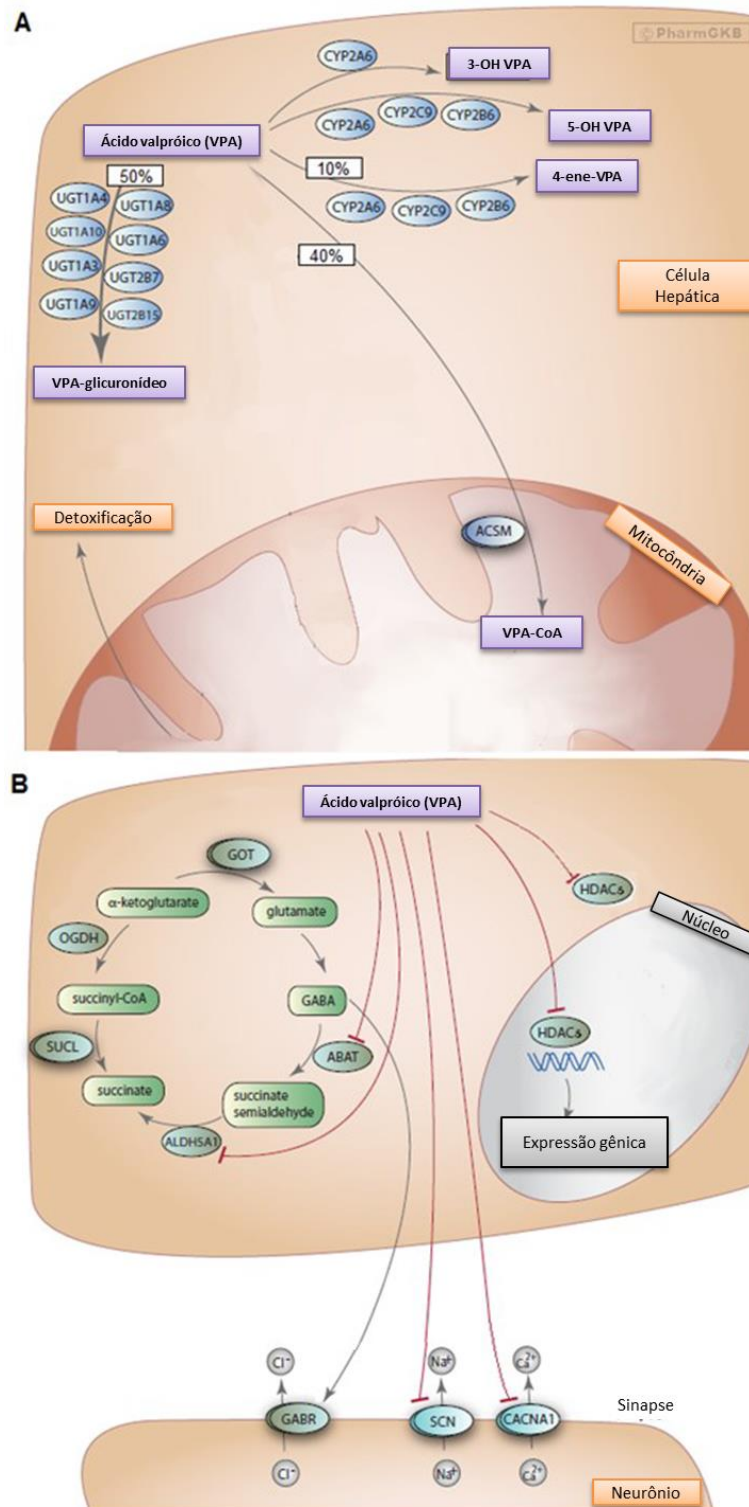 A
© PharmGKB
CYP2A6
3-OH VPA
CYP2A6
CYP2C9
CYP2B6
5-OH VPA
Ácido valpróico (VPA)
10%
4-ene-VPA
50%
CYP2A6
CYP2C9
CYP2B6
UGT1A4
UGT1A8
UGT1A10
UGT1A6
40%
UGT1A3
UGT2B7
Célula
Hepática
UGT1A9
UGT2B15
VPA-glicuronídeo
Detoxificação
ACSM
Mitocôndria
VPA-CoA
B
Ácido valpróico (VPA)
GOT
HDACs
α-ketoglutarate
glutamate
Núcleo
OGDH
succinyl-CoA
GABA
HDACs
SUCL
ABAT
succinate
succinate
semialdehyde
ALDH5A1
Expressão gênica
Cl-
Na+
Ca2+
Sinapse
GABR
SCN
CACNA1
Cl-
Na+
Ca2+
Neurônio